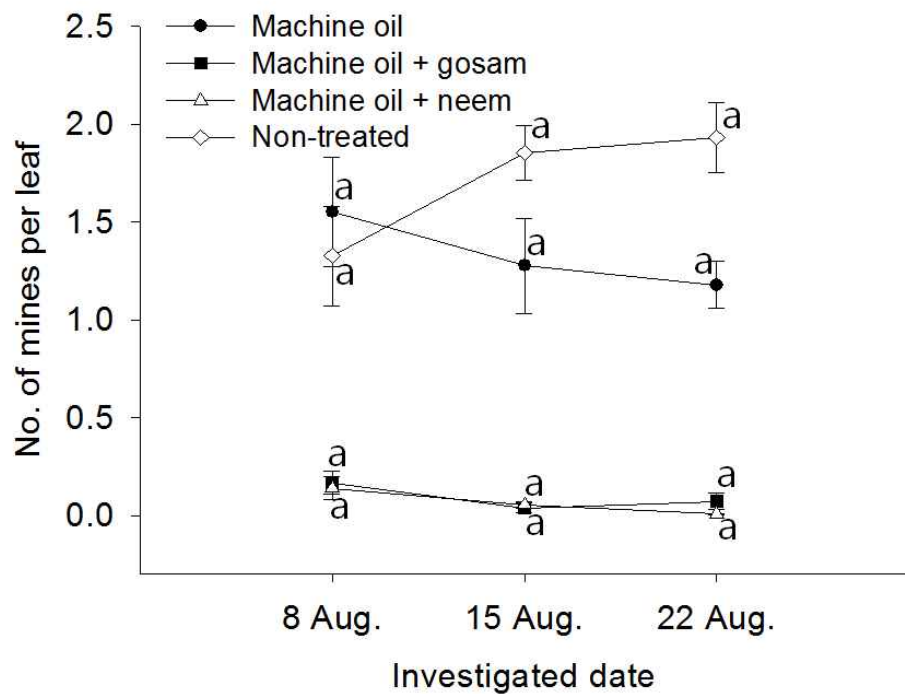 No. of mines per leaf
2.5
2.0
1.5
1.0
0.5
0.0
Machine oil
Machine oil + gosam
Machine oil + neem
Non-treated
a
a
a
a
a
a
a
a
a
a
a
a
8 Aug.
15 Aug.
22 Aug.
Investigated date